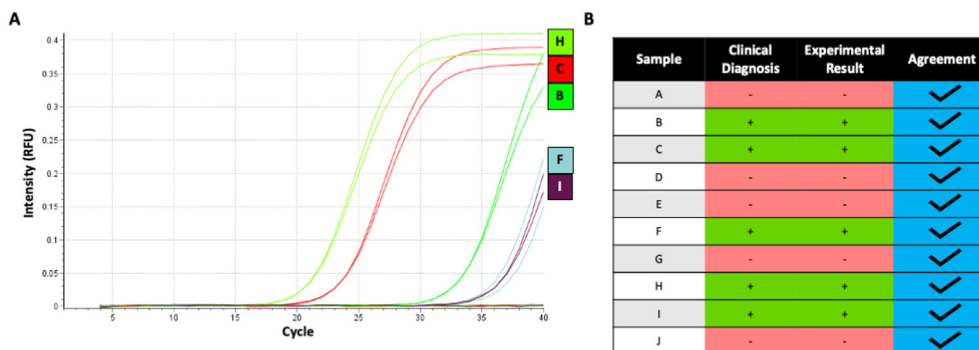 A
B
0.4
0.35
0.3
0.25
0.2
0.15
0.1
0.05
0
Intensity (RFU)
5
10
15
20
25
30
35
40
Cycle
H
C
B
F
I
Sample Clinical Diagnosis Experimental Result Agreement
A - -
B + +
C + +
D - -
E - -
F + +
G - -
H + +
I + +
J - -